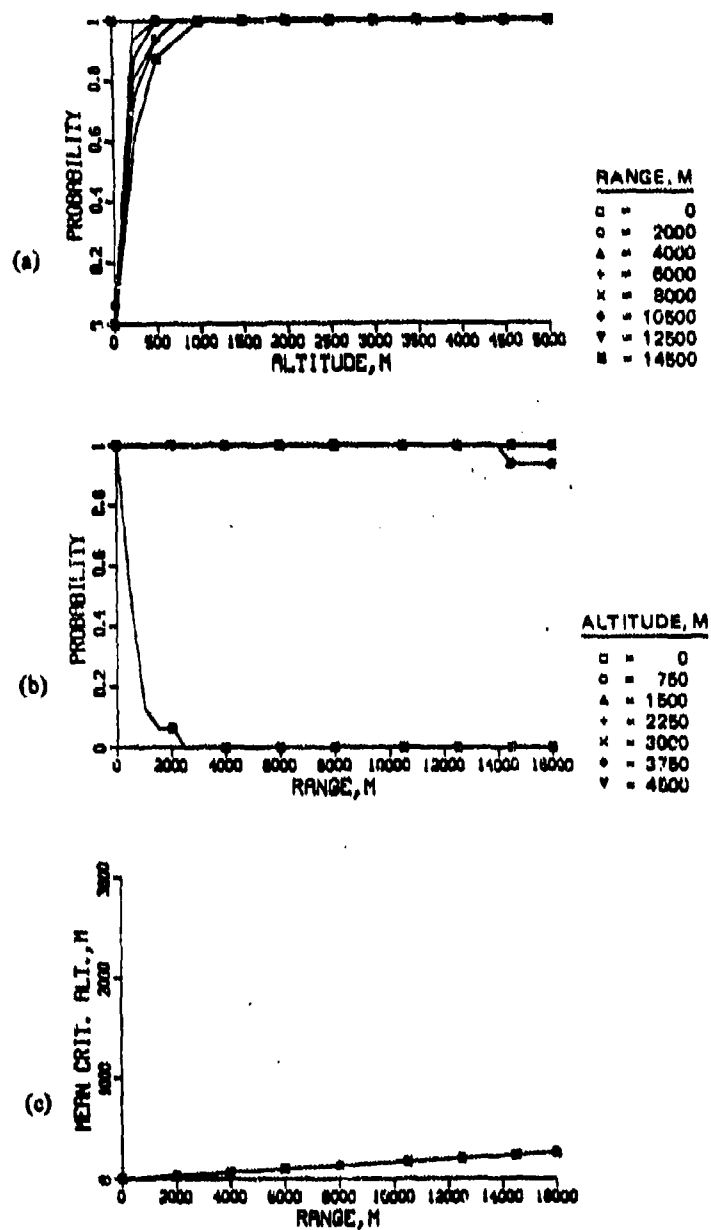 (a)
PROBABILITY
0 0.2 0.4 0.6 0.8 1
0 500 1000 1500 2000 2500 3000 3500 4000 4500 5000
ALTITUDE, M
RANGE, M
= 0
= 2000
= 4000
= 6000
= 8000
= 10500
= 12500
= 14500
(b)
PROBABILITY
0 0.2 0.4 0.6 0.8 1
0 2000 4000 6000 8000 10000 12000 14000 16000
RANGE, M
ALTITUDE, M
= 0
= 750
= 1500
= 2250
= 3000
= 3750
= 4500
(c)
MEAN CRIT. ALT., M
0 1000 2000 3000
0 2000 4000 6000 8000 10000 12000 14000 16000
RANGE, M